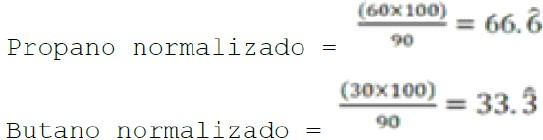 Propano normalizado = (60×100)/90 = 66.6̂
Butano normalizado = (30×100)/90 = 33.3̂